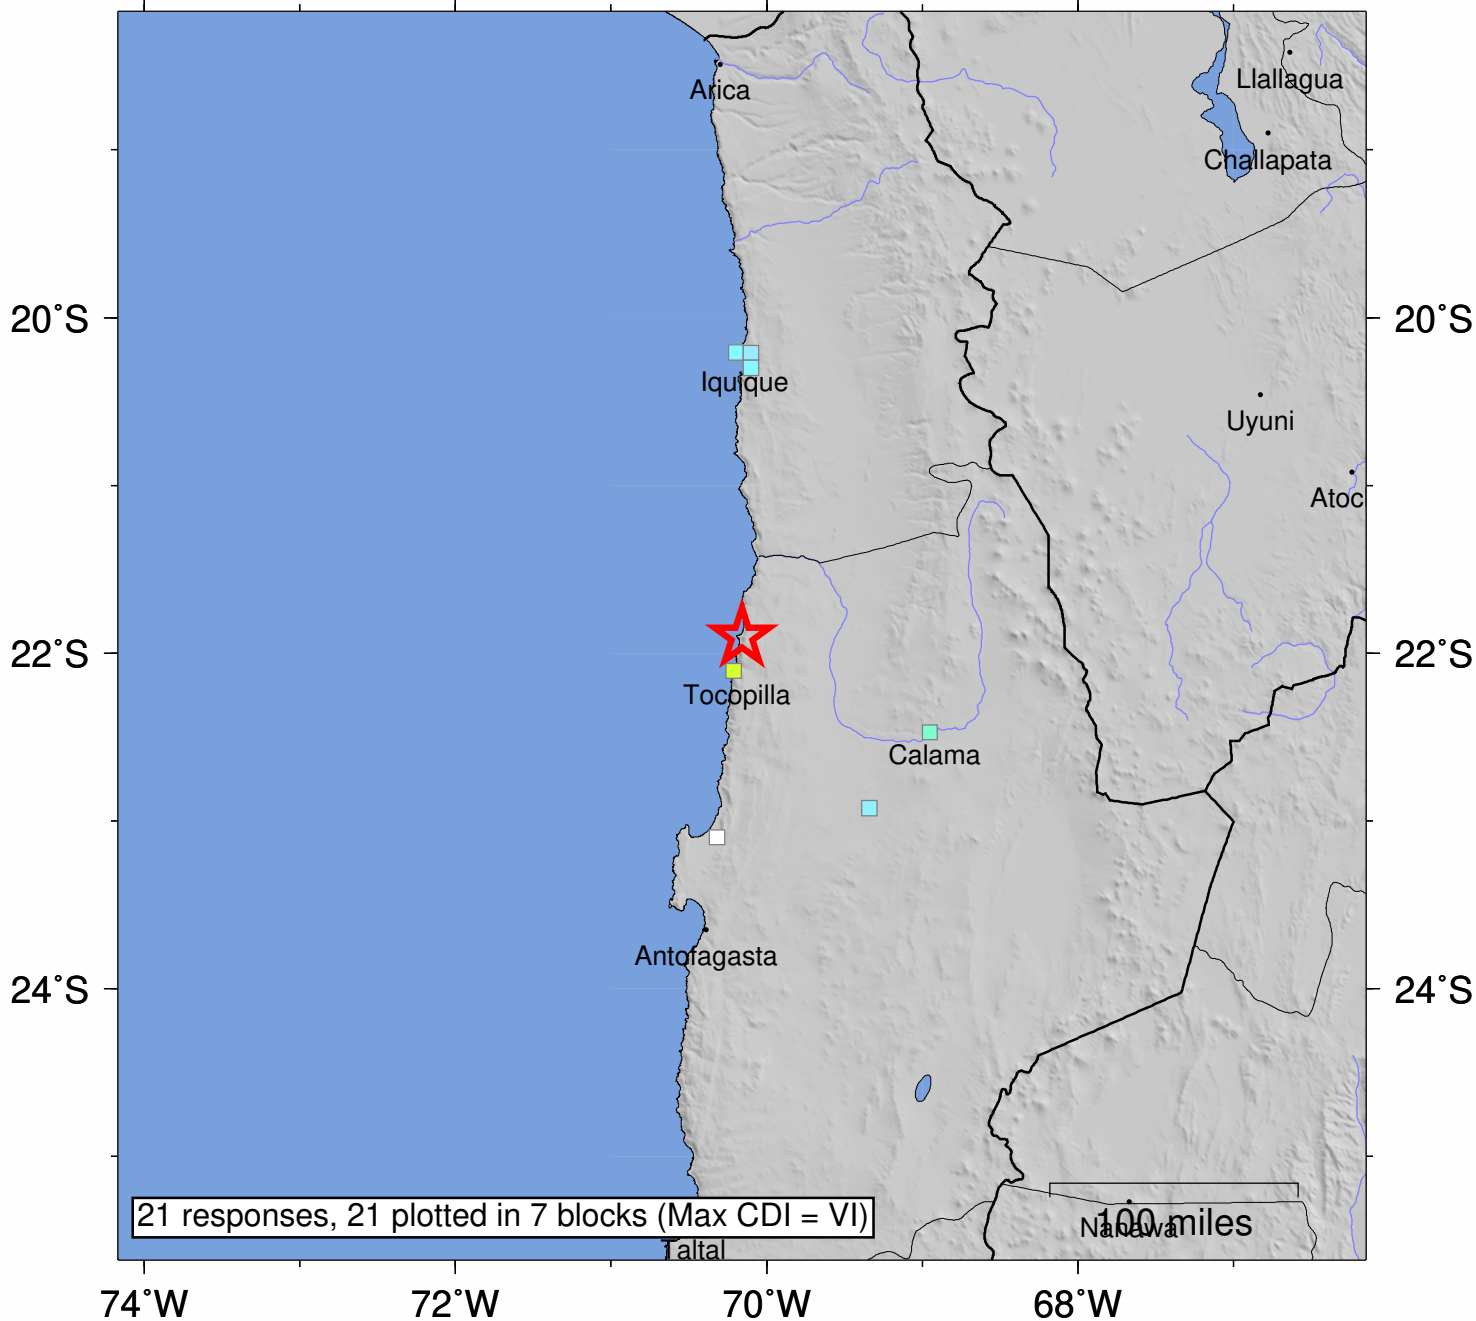 Arica
Llallagua
Challapata
20°S
20°S
Iquique
Uyuni
Atoc
22°S
22°S
Tocopilla
Calama
Antofagasta
24°S
24°S
21 responses, 21 plotted in 7 blocks (Max CDI = VI)
Nanawa
100 miles
Taltal
74°W
72°W
70°W
68°W